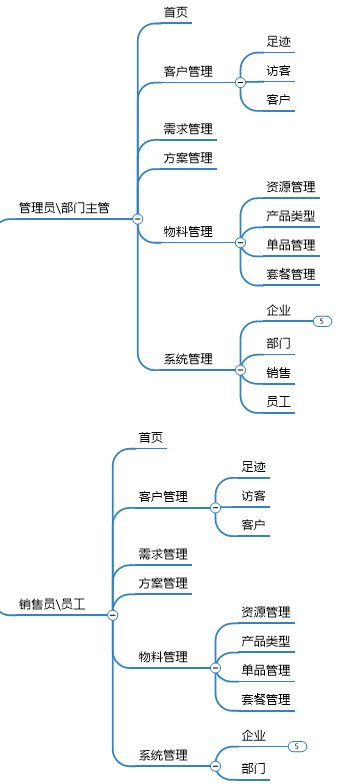 首页
客户管理
足迹
访客
客户
需求管理
方案管理
管理员\部门主管
物料管理
资源管理
产品类型
单品管理
套餐管理
系统管理
企业
5
部门
销售
员工
首页
客户管理
足迹
访客
客户
需求管理
方案管理
销售员\员工
物料管理
资源管理
产品类型
单品管理
套餐管理
系统管理
企业
5
部门